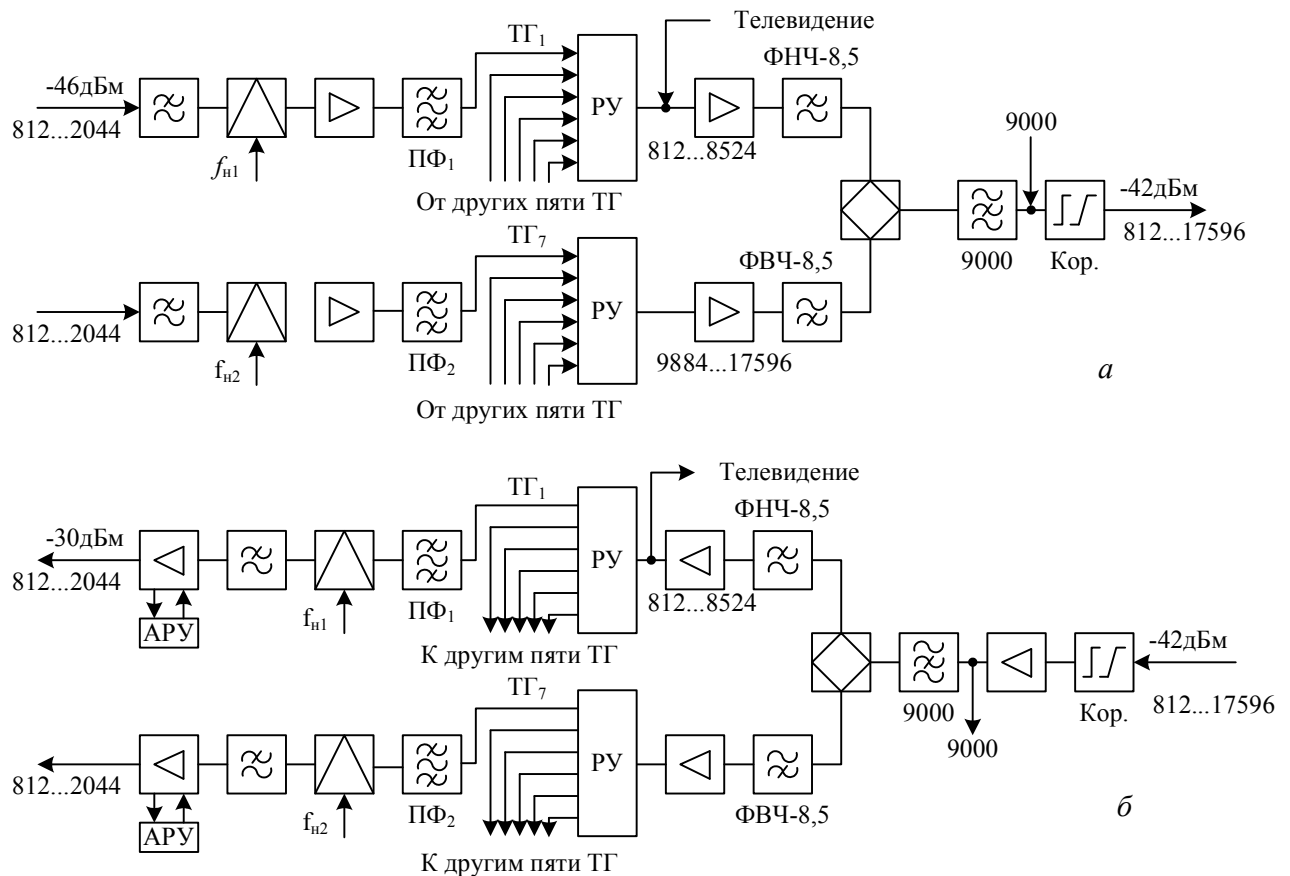 Телевидение
ТГ1
ФНЧ-8,5
-46дБм
812...2044
fн1
ПФ1
РУ
812...8524
От других пяти ТГ
9000
-42дБм
9000
Кор.
812...17596
ТГ7
ФВЧ-8,5
812...2044
fн2
ПФ2
РУ
9884...17596
От других пяти ТГ
а
Телевидение
ТГ1
ФНЧ-8,5
-30дБм
812...2044
АРУ
fн1
ПФ1
РУ
812...8524
К другим пяти ТГ
-42дБм
9000
9000
Кор.
812...17596
ТГ7
812...2044
АРУ
fн2
ПФ2
РУ
ФВЧ-8,5
б
К другим пяти ТГ